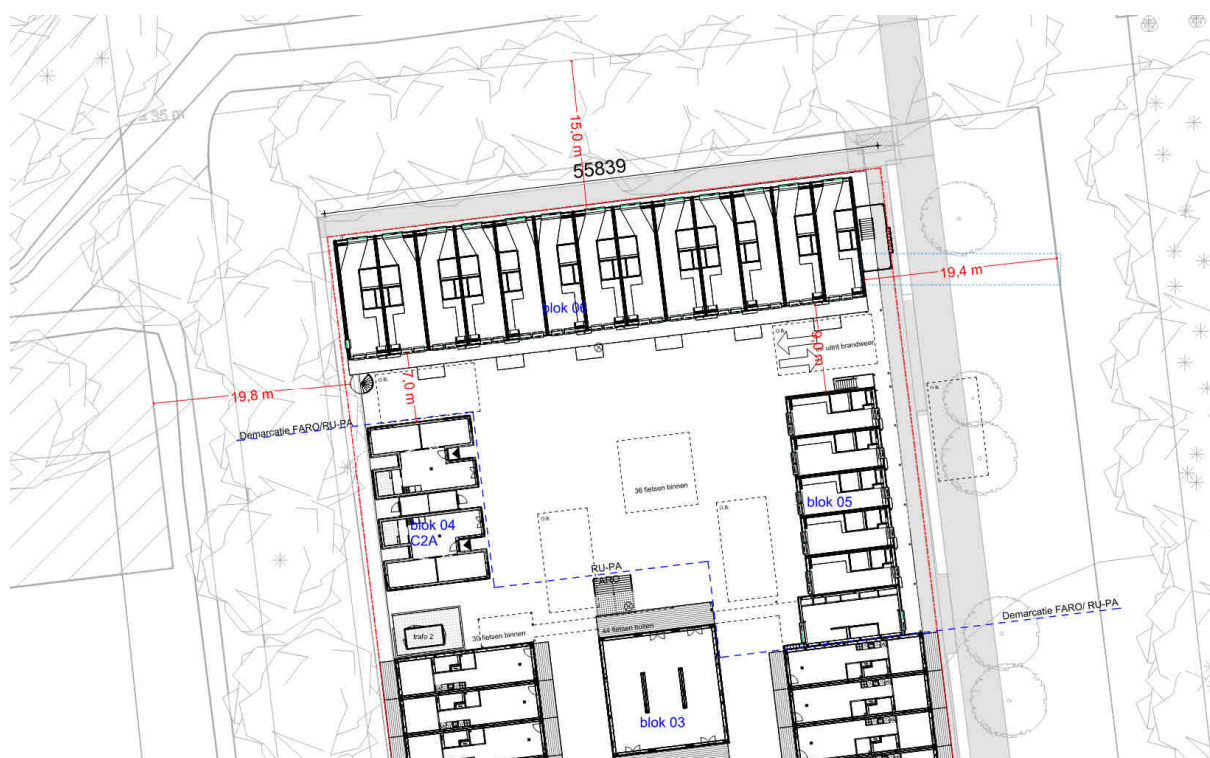 = 35 m
15,0 m
55839
19,4 m
blok 06
O.B.
uitrit brandweer
9,0 m
19,8 m
O.B.
7,0 m
Demarcatie FARO/RU-PA
O.B.
36 fietsen binnen
blok 05
blok 04
C2A
O.B.
O.B.
RU-PA
FARO
Demarcatie FARO/ RU-PA
trafo 2
30 fietsen binnen
44 fietsen buiten
blok 03